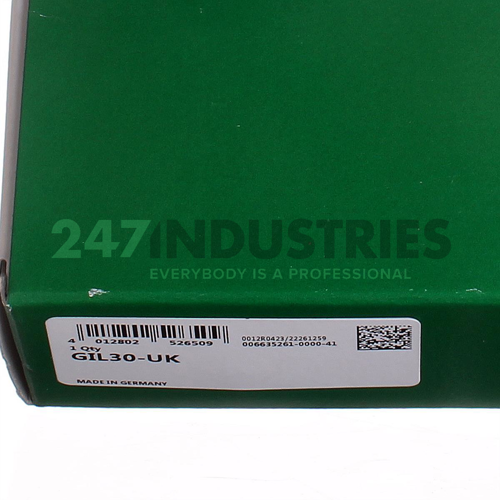 247INDUSTRIES
EVERYBODY IS A PROFESSIONAL
4 012802 526509
0012R0423/22261259
006635261-0000-41
1 Qty
GIL30-UK
MADE IN GERMANY